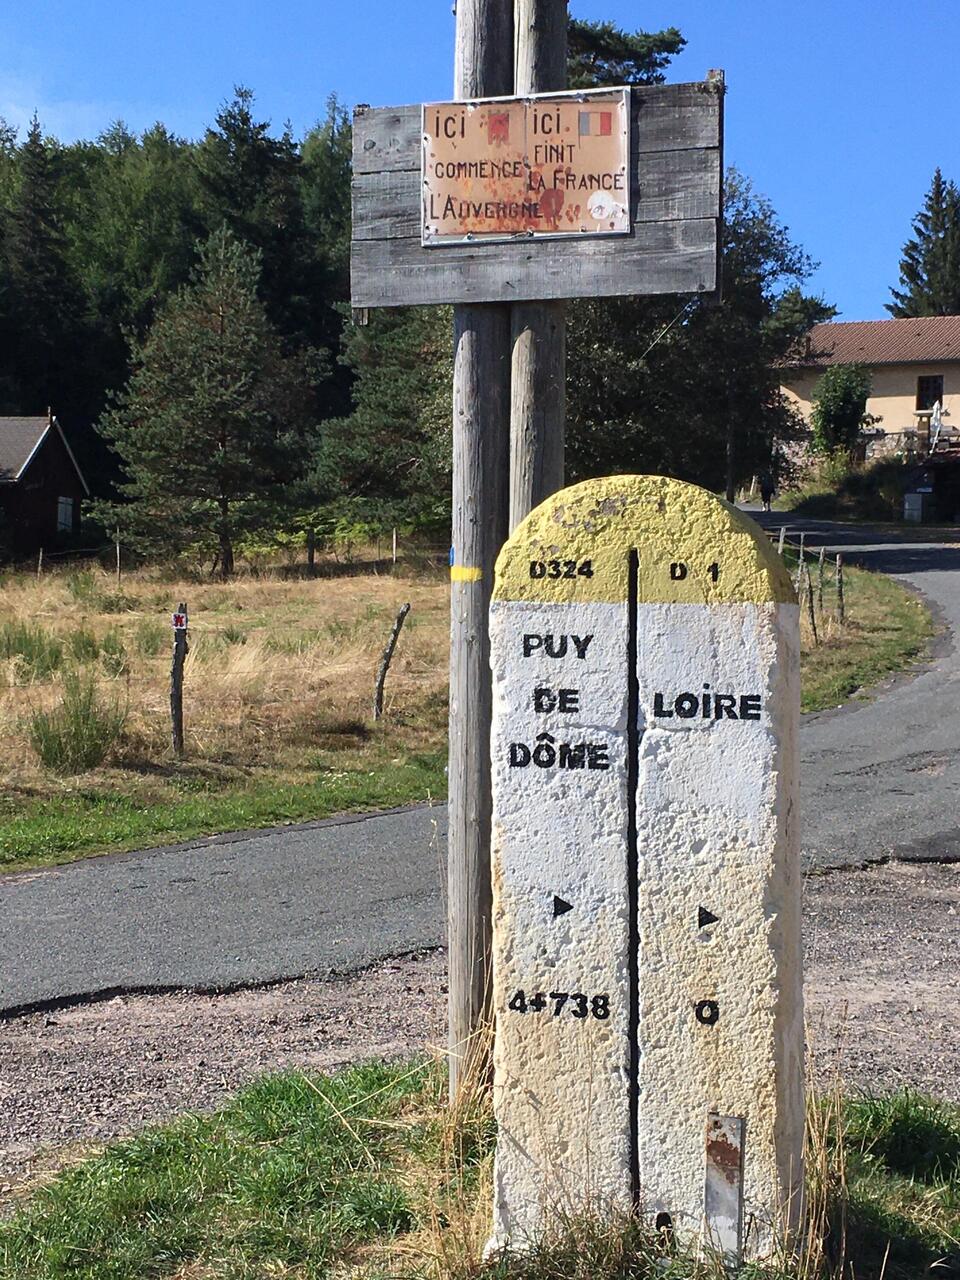 ici
COMMENCE
L'AUVERGNE
ici
FINIT
LA FRANCE
D324
PUY
DE
DÔME
4+738
D 1
LOiRE
0